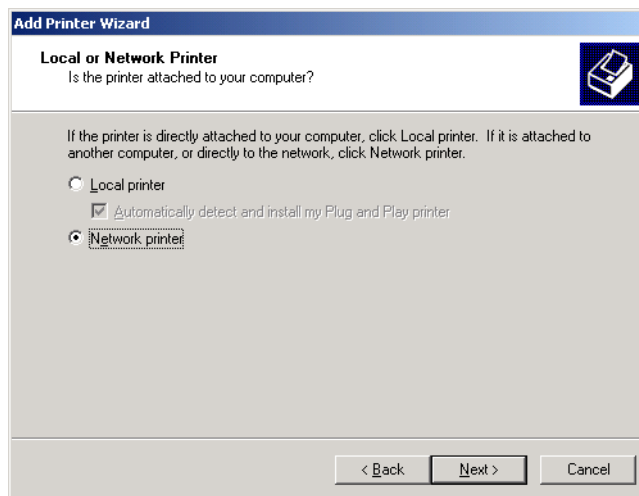 Add Printer Wizard
Local or Network Printer
Is the printer attached to your computer?
If the printer is directly attached to your computer, click Local printer. If it is attached to
another computer, or directly to the network, click Network printer.
Local printer
Automatically detect and install my Plug and Play printer
Network printer
< Back Next > Cancel